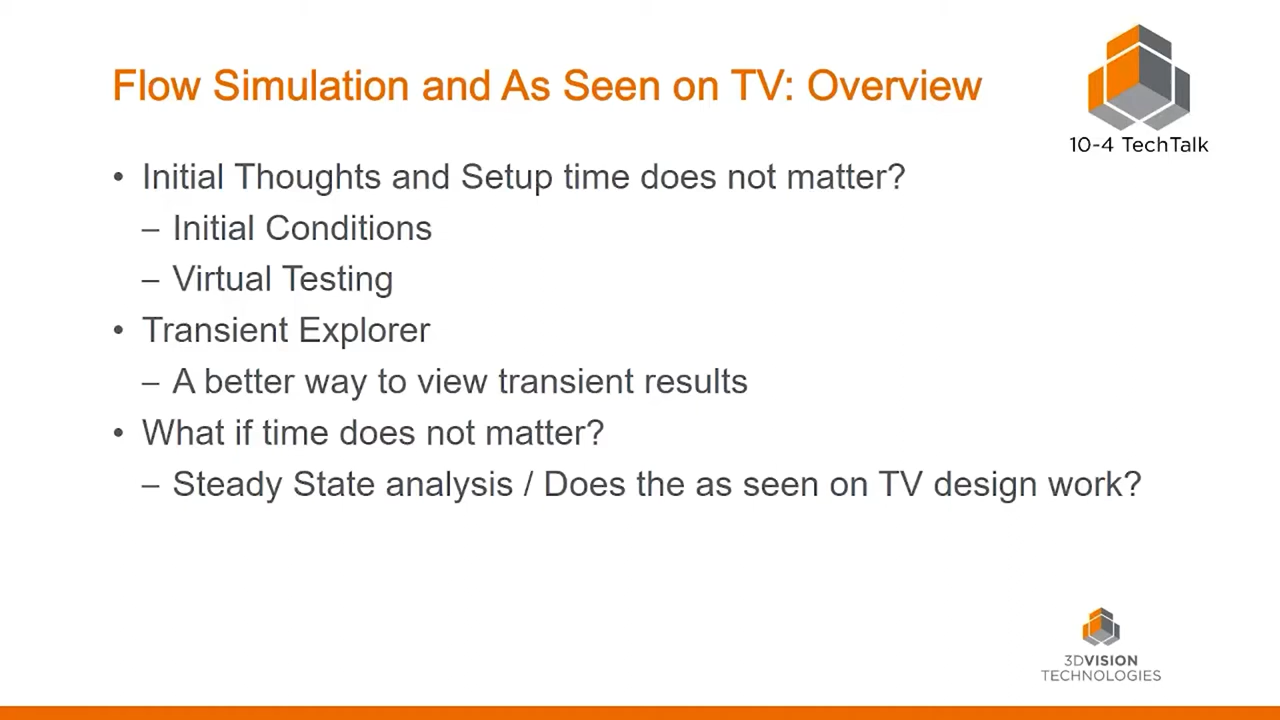 Flow Simulation and As Seen on TV: Overview
10-4 TechTalk
• Initial Thoughts and Setup time does not matter?
– Initial Conditions
– Virtual Testing
• Transient Explorer
– A better way to view transient results
• What if time does not matter?
– Steady State analysis / Does the as seen on TV design work?
3DVISION
TECHNOLOGIES